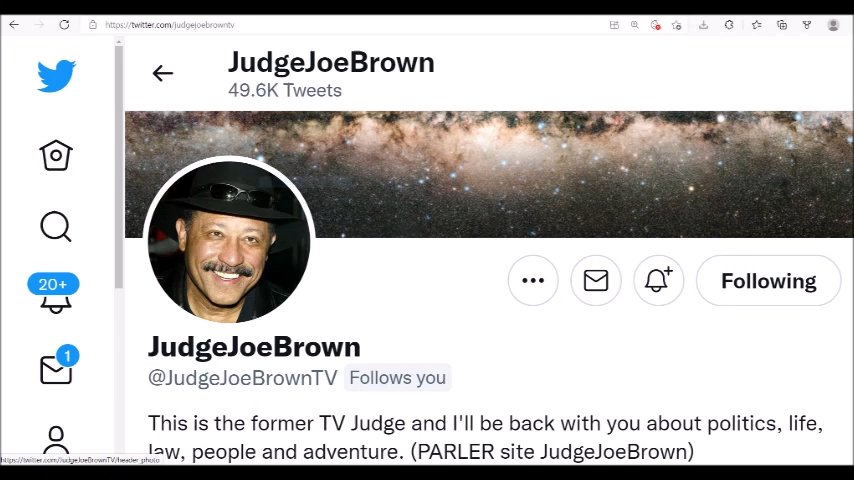 https://twitter.com/judgejoebrowntv
JudgeJoeBrown
49.6K Tweets
20+
Following
1
JudgeJoeBrown
@JudgeJoeBrownTV Follows you
This is the former TV Judge and I'll be back with you about politics, life,
law, people and adventure. (PARLER site JudgeJoeBrown)
https://twitter.com/JudgeJoeBrownTV/header_photo